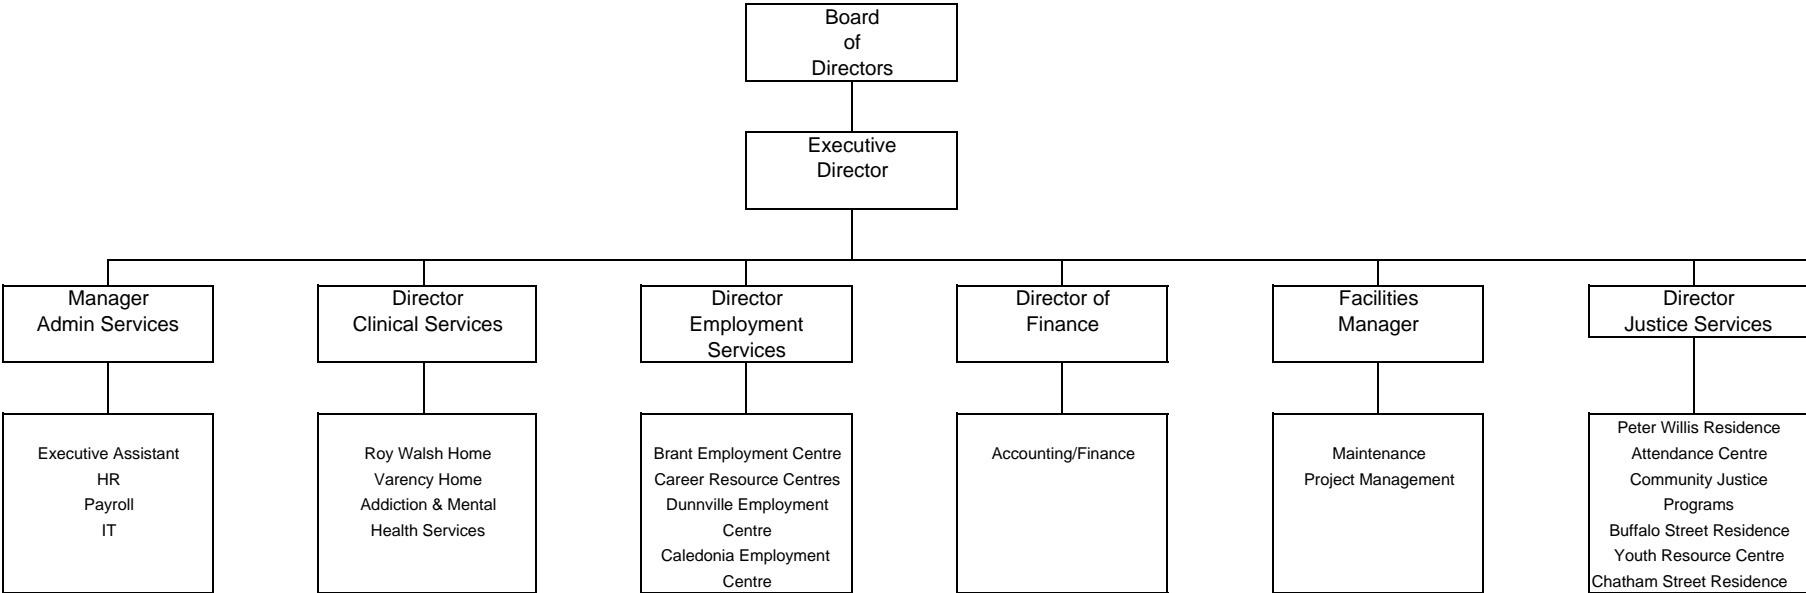 Board
of
Directors
Executive
Director
Manager
Admin Services
Director
Clinical Services
Director
Employment
Services
Director of
Finance
Facilities
Manager
Director
Justice Services
Executive Assistant
HR
Payroll
IT
Roy Walsh Home
Varency Home
Addiction & Mental
Health Services
Brant Employment Centre
Career Resource Centres
Dunnville Employment
Centre
Caledonia Employment
Centre
Accounting/Finance
Maintenance
Project Management
Peter Willis Residence
Attendance Centre
Community Justice
Programs
Buffalo Street Residence
Youth Resource Centre
Chatham Street Residence